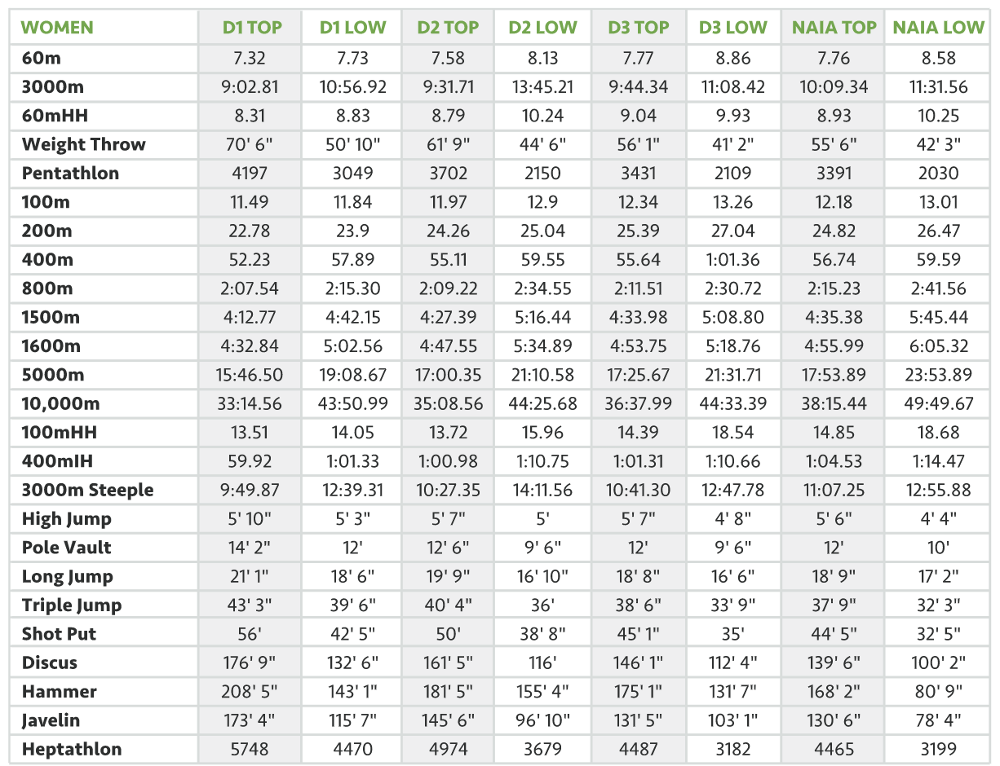 WOMEN D1 TOP D1 LOW D2 TOP D2 LOW D3 TOP D3 LOW NAIA TOP NAIA LOW
60m 7.32 7.73 7.58 8.13 7.77 8.86 7.76 8.58
3000m 9:02.81 10:56.92 9:31.71 13:45.21 9:44.34 11:08.42 10:09.34 11:31.56
60mHH 8.31 8.83 8.79 10.24 9.04 9.93 8.93 10.25
Weight Throw 70' 6" 50' 10" 61' 9" 44' 6" 56' 1" 41' 2" 55' 6" 42' 3"
Pentathlon 4197 3049 3702 2150 3431 2109 3391 2030
100m 11.49 11.84 11.97 12.9 12.34 13.26 12.18 13.01
200m 22.78 23.9 24.26 25.04 25.39 27.04 24.82 26.47
400m 52.23 57.89 55.11 59.55 55.64 1:01.36 56.74 59.59
800m 2:07.54 2:15.30 2:09.22 2:34.55 2:11.51 2:30.72 2:15.23 2:41.56
1500m 4:12.77 4:42.15 4:27.39 5:16.44 4:33.98 5:08.80 4:35.38 5:45.44
1600m 4:32.84 5:02.56 4:47.55 5:34.89 4:53.75 5:18.76 4:55.99 6:05.32
5000m 15:46.50 19:08.67 17:00.35 21:10.58 17:25.67 21:31.71 17:53.89 23:53.89
10,000m 33:14.56 43:50.99 35:08.56 44:25.68 36:37.99 44:33.39 38:15.44 49:49.67
100mHH 13.51 14.05 13.72 15.96 14.39 18.54 14.85 18.68
400mIH 59.92 1:01.33 1:00.98 1:10.75 1:01.31 1:10.66 1:04.53 1:14.47
3000m Steeple 9:49.87 12:39.31 10:27.35 14:11.56 10:41.30 12:47.78 11:07.25 12:55.88
High Jump 5' 10" 5' 3" 5' 7" 5' 5' 7" 4' 8" 5' 6" 4' 4"
Pole Vault 14' 2" 12' 12' 6" 9' 6" 12' 9' 6" 12' 10'
Long Jump 21' 1" 18' 6" 19' 9" 16' 10" 18' 8" 16' 6" 18' 9" 17' 2"
Triple Jump 43' 3" 39' 6" 40' 4" 36' 38' 6" 33' 9" 37' 9" 32' 3"
Shot Put 56' 42' 5" 50' 38' 8" 45' 1" 35' 44' 5" 32' 5"
Discus 176' 9" 132' 6" 161' 5" 116' 146' 1" 112' 4" 139' 6" 100' 2"
Hammer 208' 5" 143' 1" 181' 5" 155' 4" 175' 1" 131' 7" 168' 2" 80' 9"
Javelin 173' 4" 115' 7" 145' 6" 96' 10" 131' 5" 103' 1" 130' 6" 78' 4"
Heptathlon 5748 4470 4974 3679 4487 3182 4465 3199